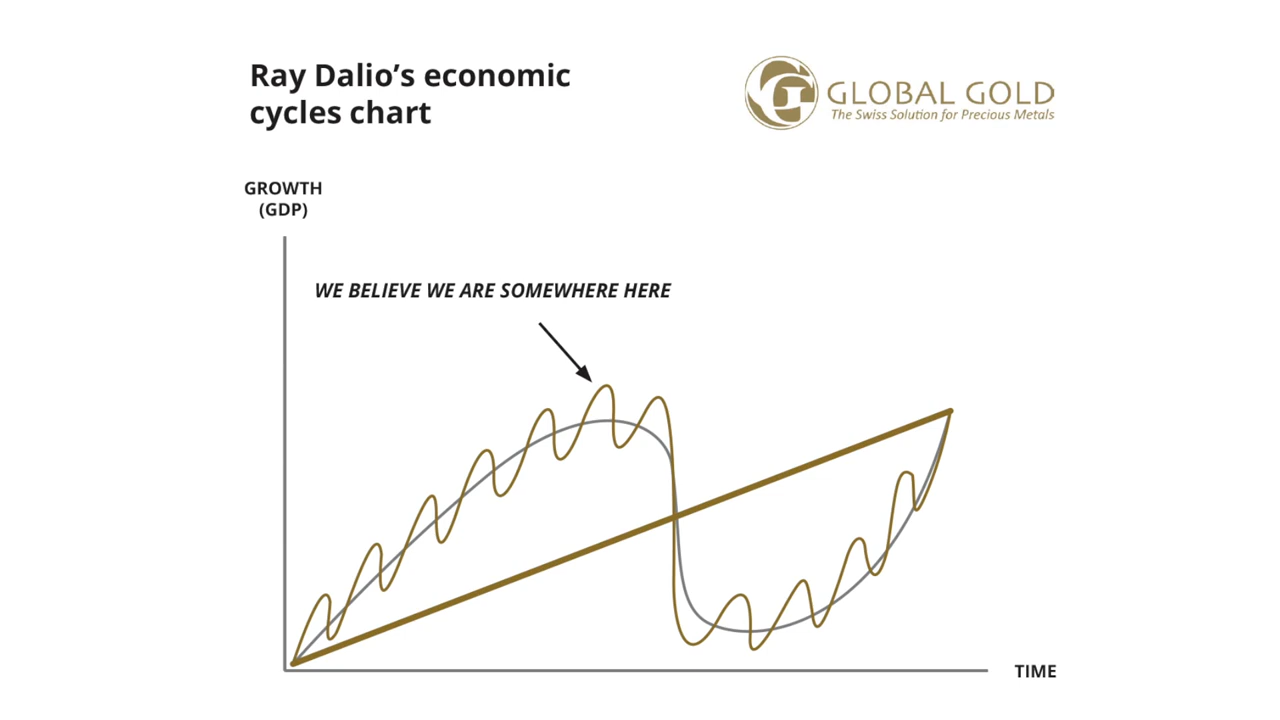 Ray Dalio’s economic
cycles chart
GLOBAL GOLD
The Swiss Solution for Precious Metals
GROWTH
(GDP)
WE BELIEVE WE ARE SOMEWHERE HERE
TIME